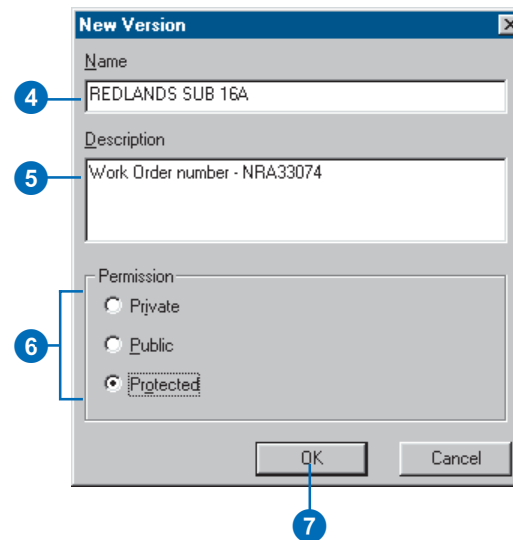 New Version
Name
4
REDLANDS SUB 16A
Description
5
Work Order number - NRA33074
Permission
Private
6
Public
Protected
OK Cancel
7